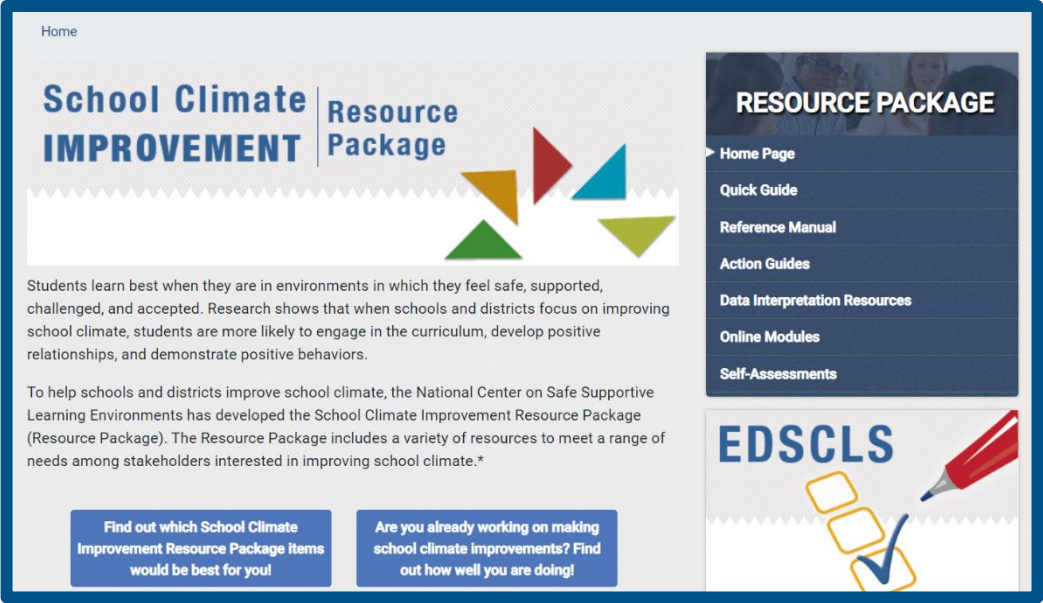 Home
School Climate
IMPROVEMENT
Resource
Package
Students learn best when they are in environments in which they feel safe, supported,
challenged, and accepted. Research shows that when schools and districts focus on improving
school climate, students are more likely to engage in the curriculum, develop positive
relationships, and demonstrate positive behaviors.
To help schools and districts improve school climate, the National Center on Safe Supportive
Learning Environments has developed the School Climate Improvement Resource Package
(Resource Package). The Resource Package includes a variety of resources to meet a range of
needs among stakeholders interested in improving school climate.*
Find out which School Climate
Improvement Resource Package items
would be best for you!
Are you already working on making
school climate improvements? Find
out how well you are doing!
RESOURCE PACKAGE
Home Page
Quick Guide
Reference Manual
Action Guides
Data Interpretation Resources
Online Modules
Self-Assessments
EDSCLS